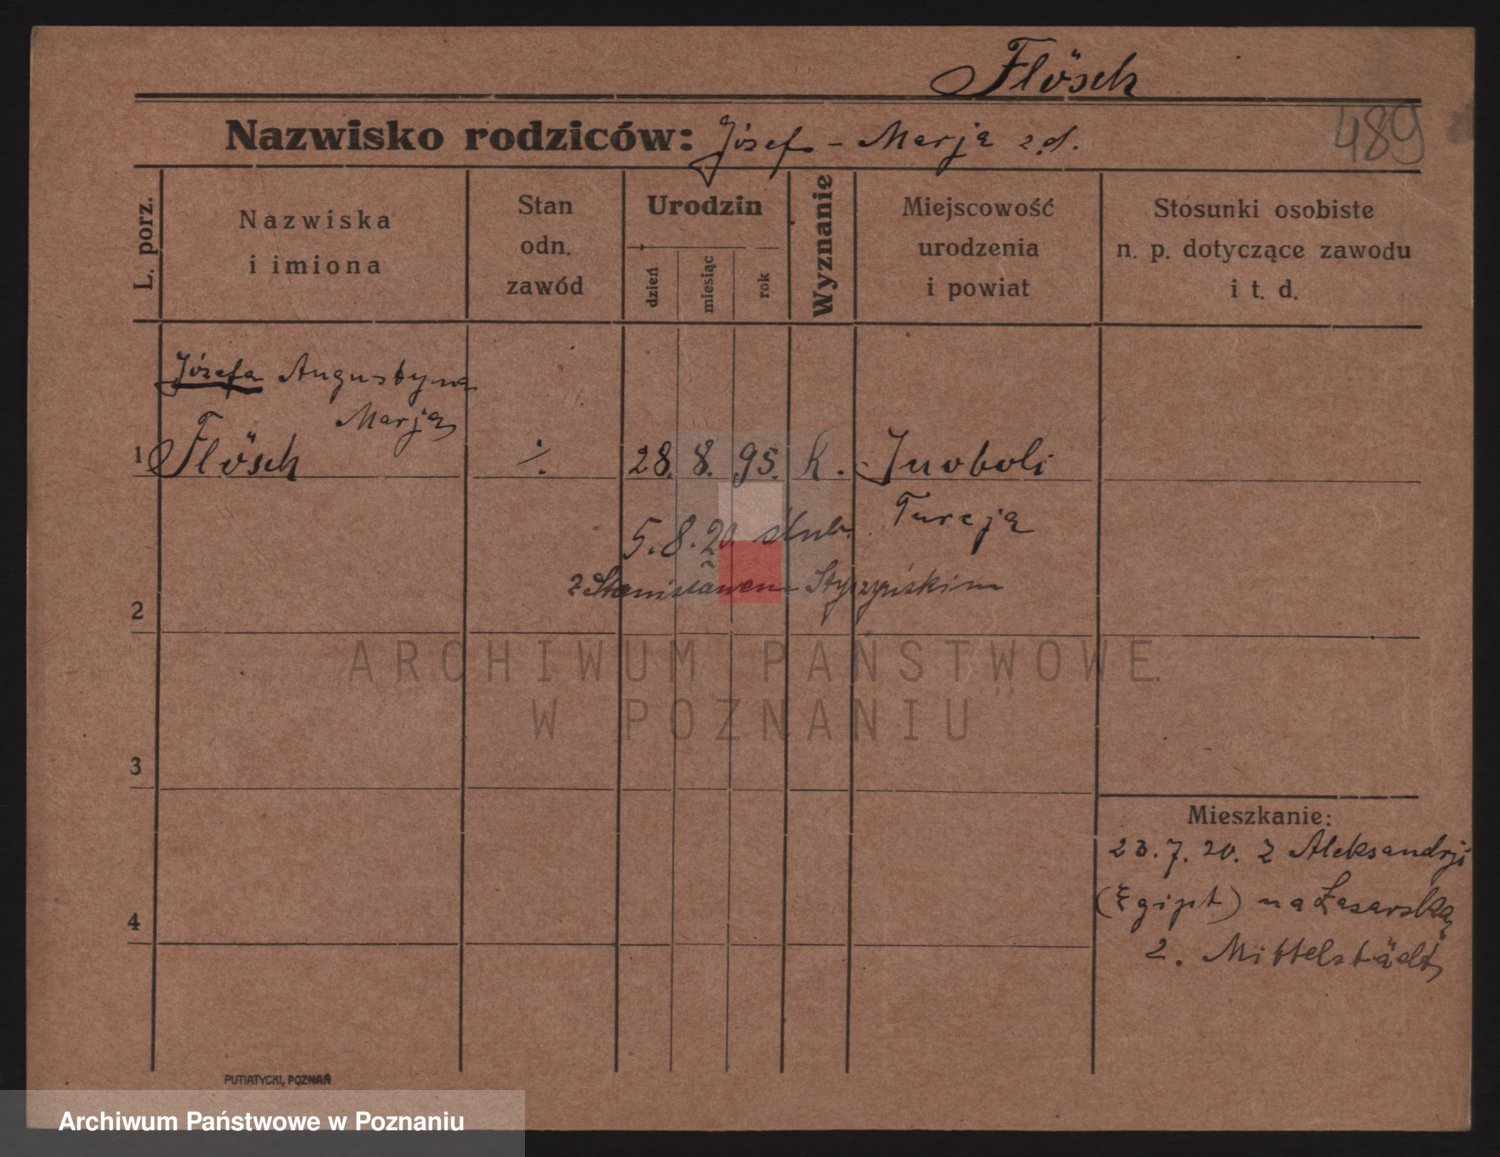 Flösch
489
Nazwisko rodziców: Józef - Marja z.d.
L. porz.
Nazwiska
i imiona
Stan
odn.
zawód
Urodzin
dzień
miesiąc
rok
Wyznanie
Miejscowość
urodzenia
i powiat
Stosunki osobiste
n. p. dotyczące zawodu
i t. d.
Józefa Augustyna
Marja
1 Flösch ./. 28. 8. 95. k. Inoboli
Turcja
5. 8. 20 ślub
z Stanisławem Styszyńskim
2
ARCHIWUM PAŃSTWOWE
W POZNANIU
3
Mieszkanie:
23. 7. 20. z Aleksandrji
(Egipt) na Łazarską
2. Mittelstädt
4
PUTIATYCKI, POZNAŃ
Archiwum Państwowe w Poznaniu